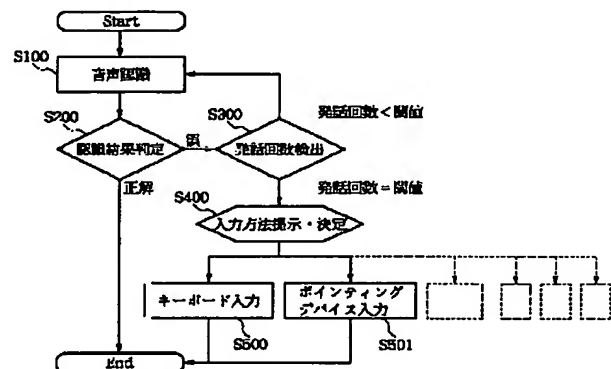 Start
S100
音声認識
S200
認識結果判定
誤
正解
S300
発話回数検出
発話回数<閾値
発話回数=閾値
S400
入力方法提示・決定
キーボード入力
S500
ポインティング
デバイス入力
S501
End